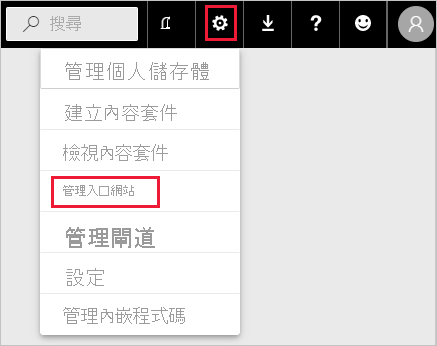 搜尋
管理個人儲存體
建立內容套件
檢視內容套件
管理入口網站
管理閘道
設定
管理內嵌程式碼